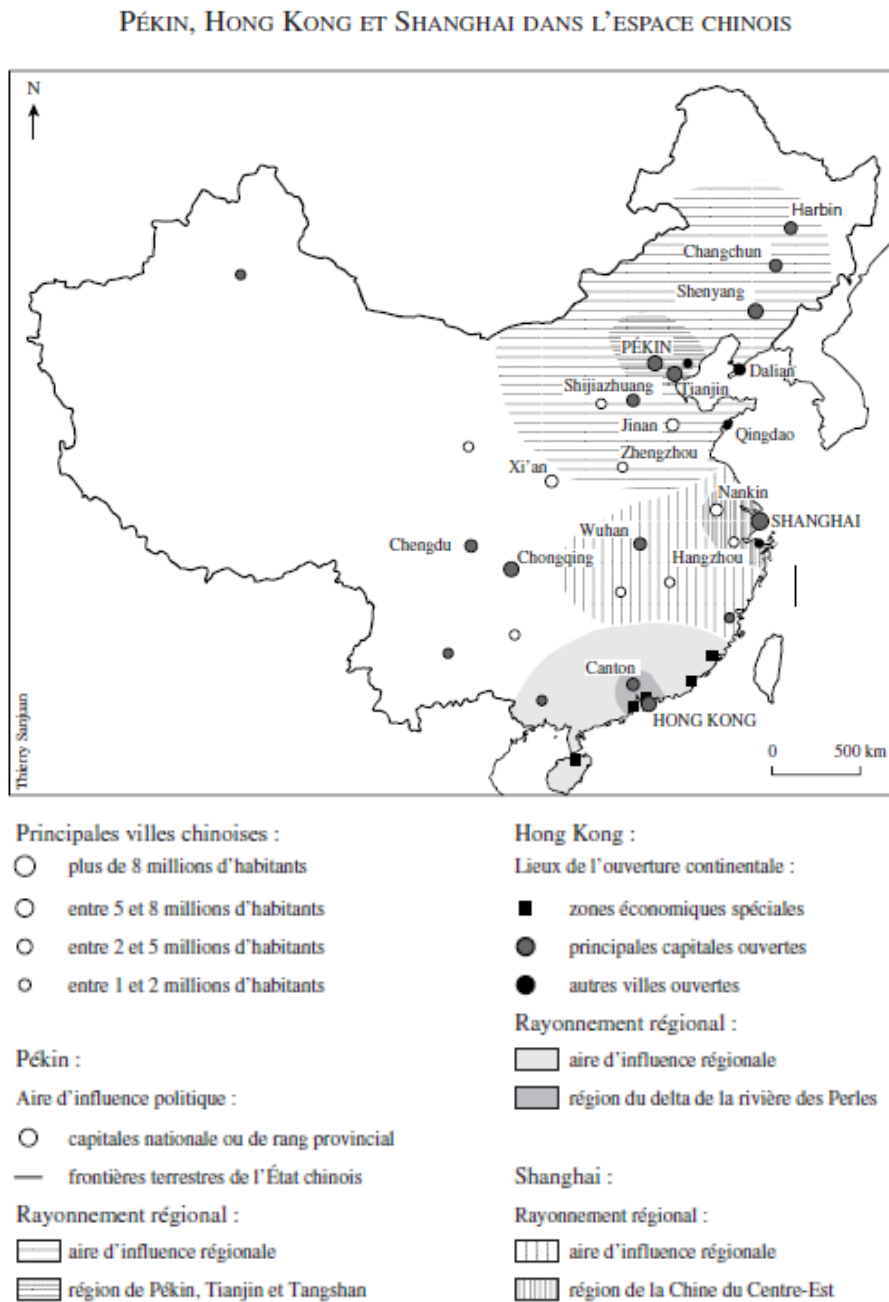 PÉKIN, HONG KONG ET SHANGHAI DANS L'ESPACE CHINOIS
N
Harbin
Changchun
Shenyang
PÉKIN
Dalian
Tianjin
Shijiazhuang
Jinan
Qingdao
Zhengzhou
Xi'an
Nankin
SHANGHAI
Wuhan
Chengdu
Hangzhou
Chongqing
Canton
HONG KONG
0 500 km
Thierry Sanjuan
Principales villes chinoises :
plus de 8 millions d'habitants
entre 5 et 8 millions d'habitants
entre 2 et 5 millions d'habitants
entre 1 et 2 millions d'habitants
Pékin :
Aire d'influence politique :
capitales nationale ou de rang provincial
frontières terrestres de l'État chinois
Rayonnement régional :
aire d'influence régionale
région de Pékin, Tianjin et Tangshan
Hong Kong :
Lieux de l'ouverture continentale :
zones économiques spéciales
principales capitales ouvertes
autres villes ouvertes
Rayonnement régional :
aire d'influence régionale
région du delta de la rivière des Perles
Shanghai :
Rayonnement régional :
aire d'influence régionale
région de la Chine du Centre-Est